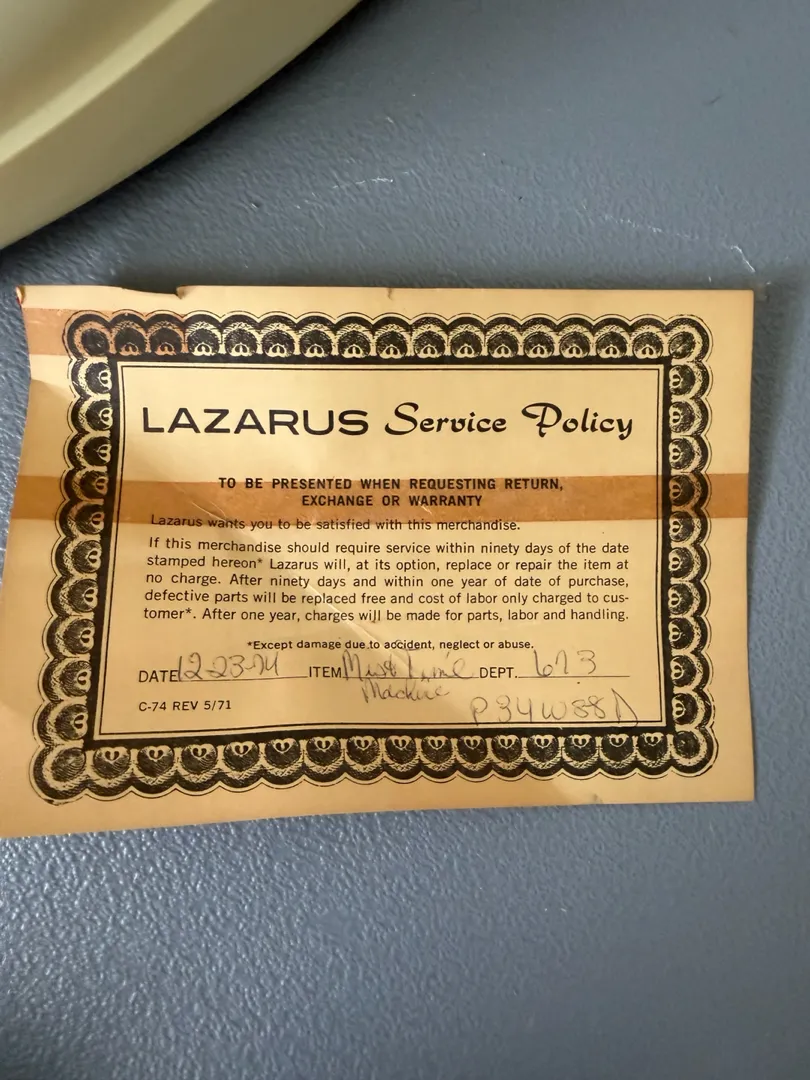 LAZARUS Service Policy
TO BE PRESENTED WHEN REQUESTING RETURN,
EXCHANGE OR WARRANTY
Lazarus wants you to be satisfied with this merchandise.
If this merchandise should require service within ninety days of the date
stamped hereon* Lazarus will, at its option, replace or repair the item at
no charge. After ninety days and within one year of date of purchase,
defective parts will be replaced free and cost of labor only charged to cus-
tomer*. After one year, charges will be made for parts, labor and handling.
*Except damage due to accident, neglect or abuse.
DATE 12-23-74 ITEM DEPT. 673
Machine
C-74 REV 5/71